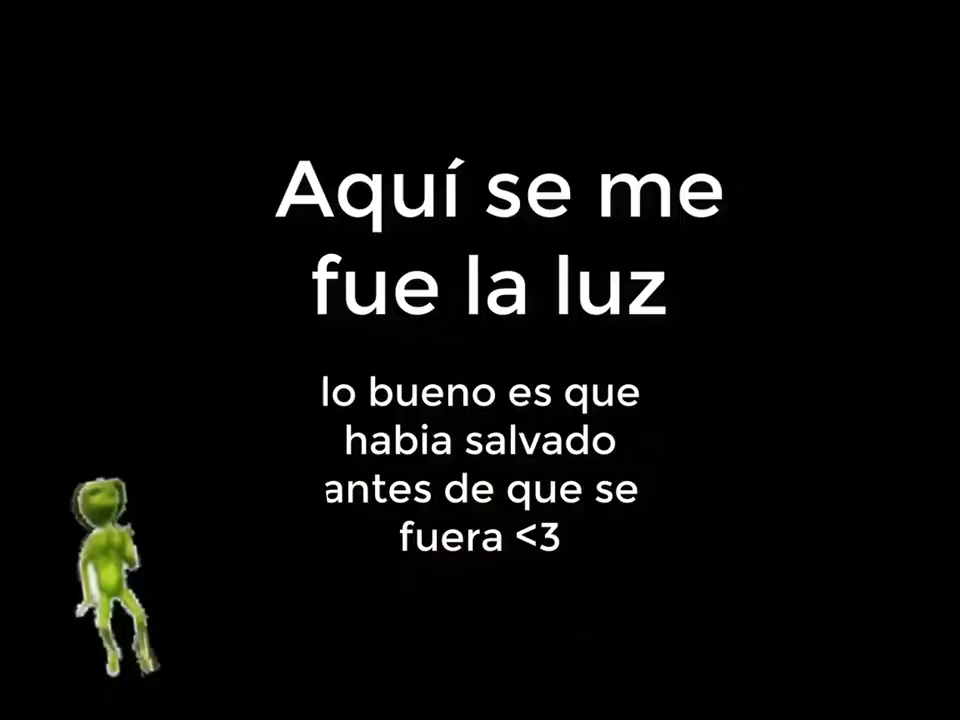 Aquí se me
fue la luz
lo bueno es que
habia salvado
antes de que se
fuera <3